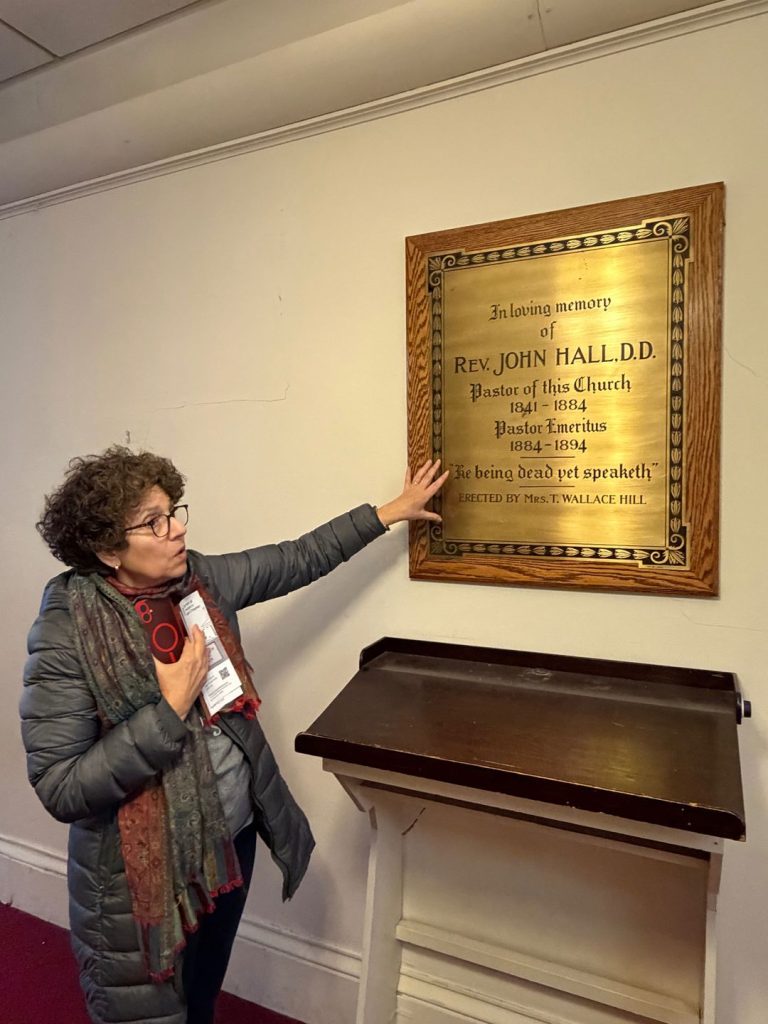 In loving memory
of
REV. JOHN HALL, D.D.
Pastor of this Church
1841 - 1884
Pastor Emeritus
1884 - 1894
"He being dead yet speaketh"
ERECTED BY MRS. T. WALLACE HILL